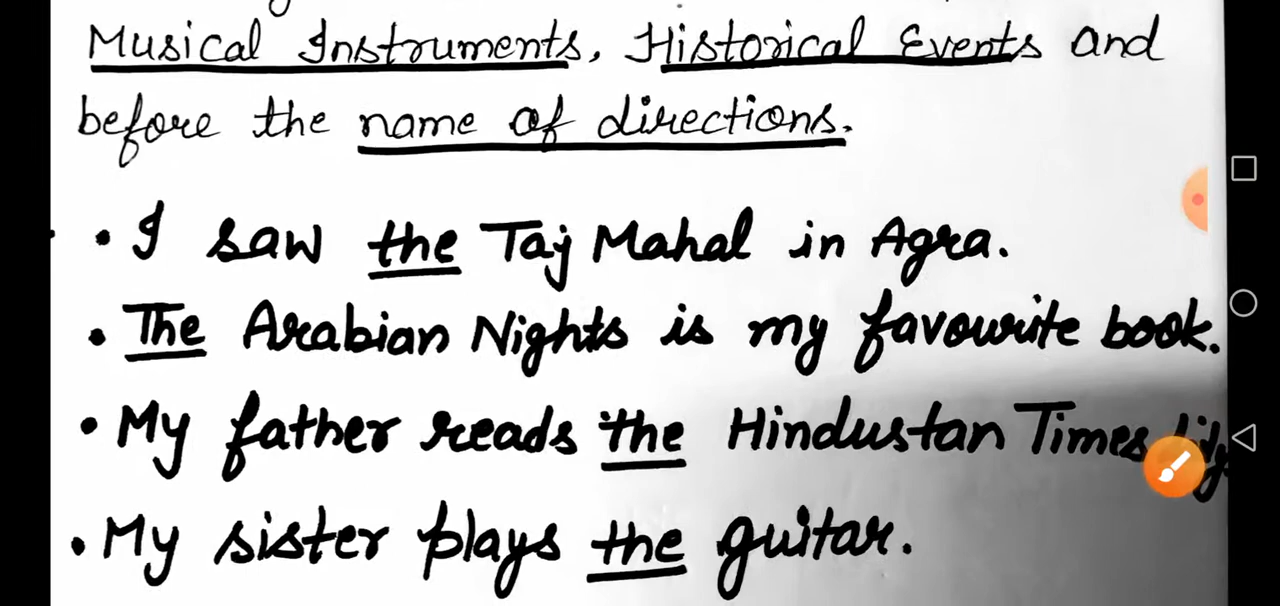 Musical Instruments, Historical Events and
before the name of directions.
• I saw the Taj Mahal in Agra.
• The Arabian Nights is my favourite book.
• My father reads the Hindustan Times
• My sister plays the guitar.